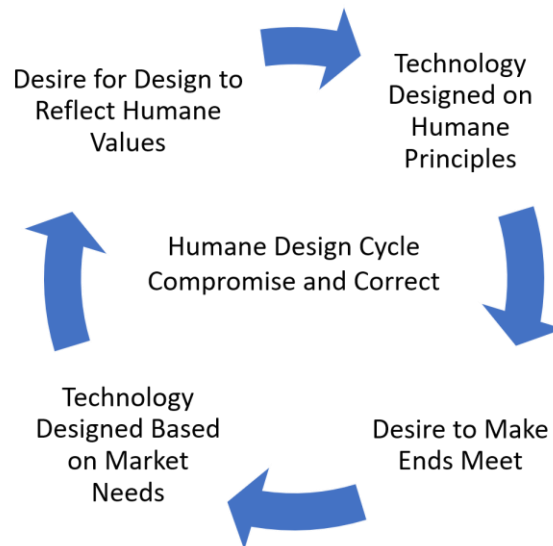 Desire for Design to
Reflect Humane
Values
Technology
Designed on
Humane
Principles
Humane Design Cycle
Compromise and Correct
Technology
Designed Based
on Market
Needs
Desire to Make
Ends Meet